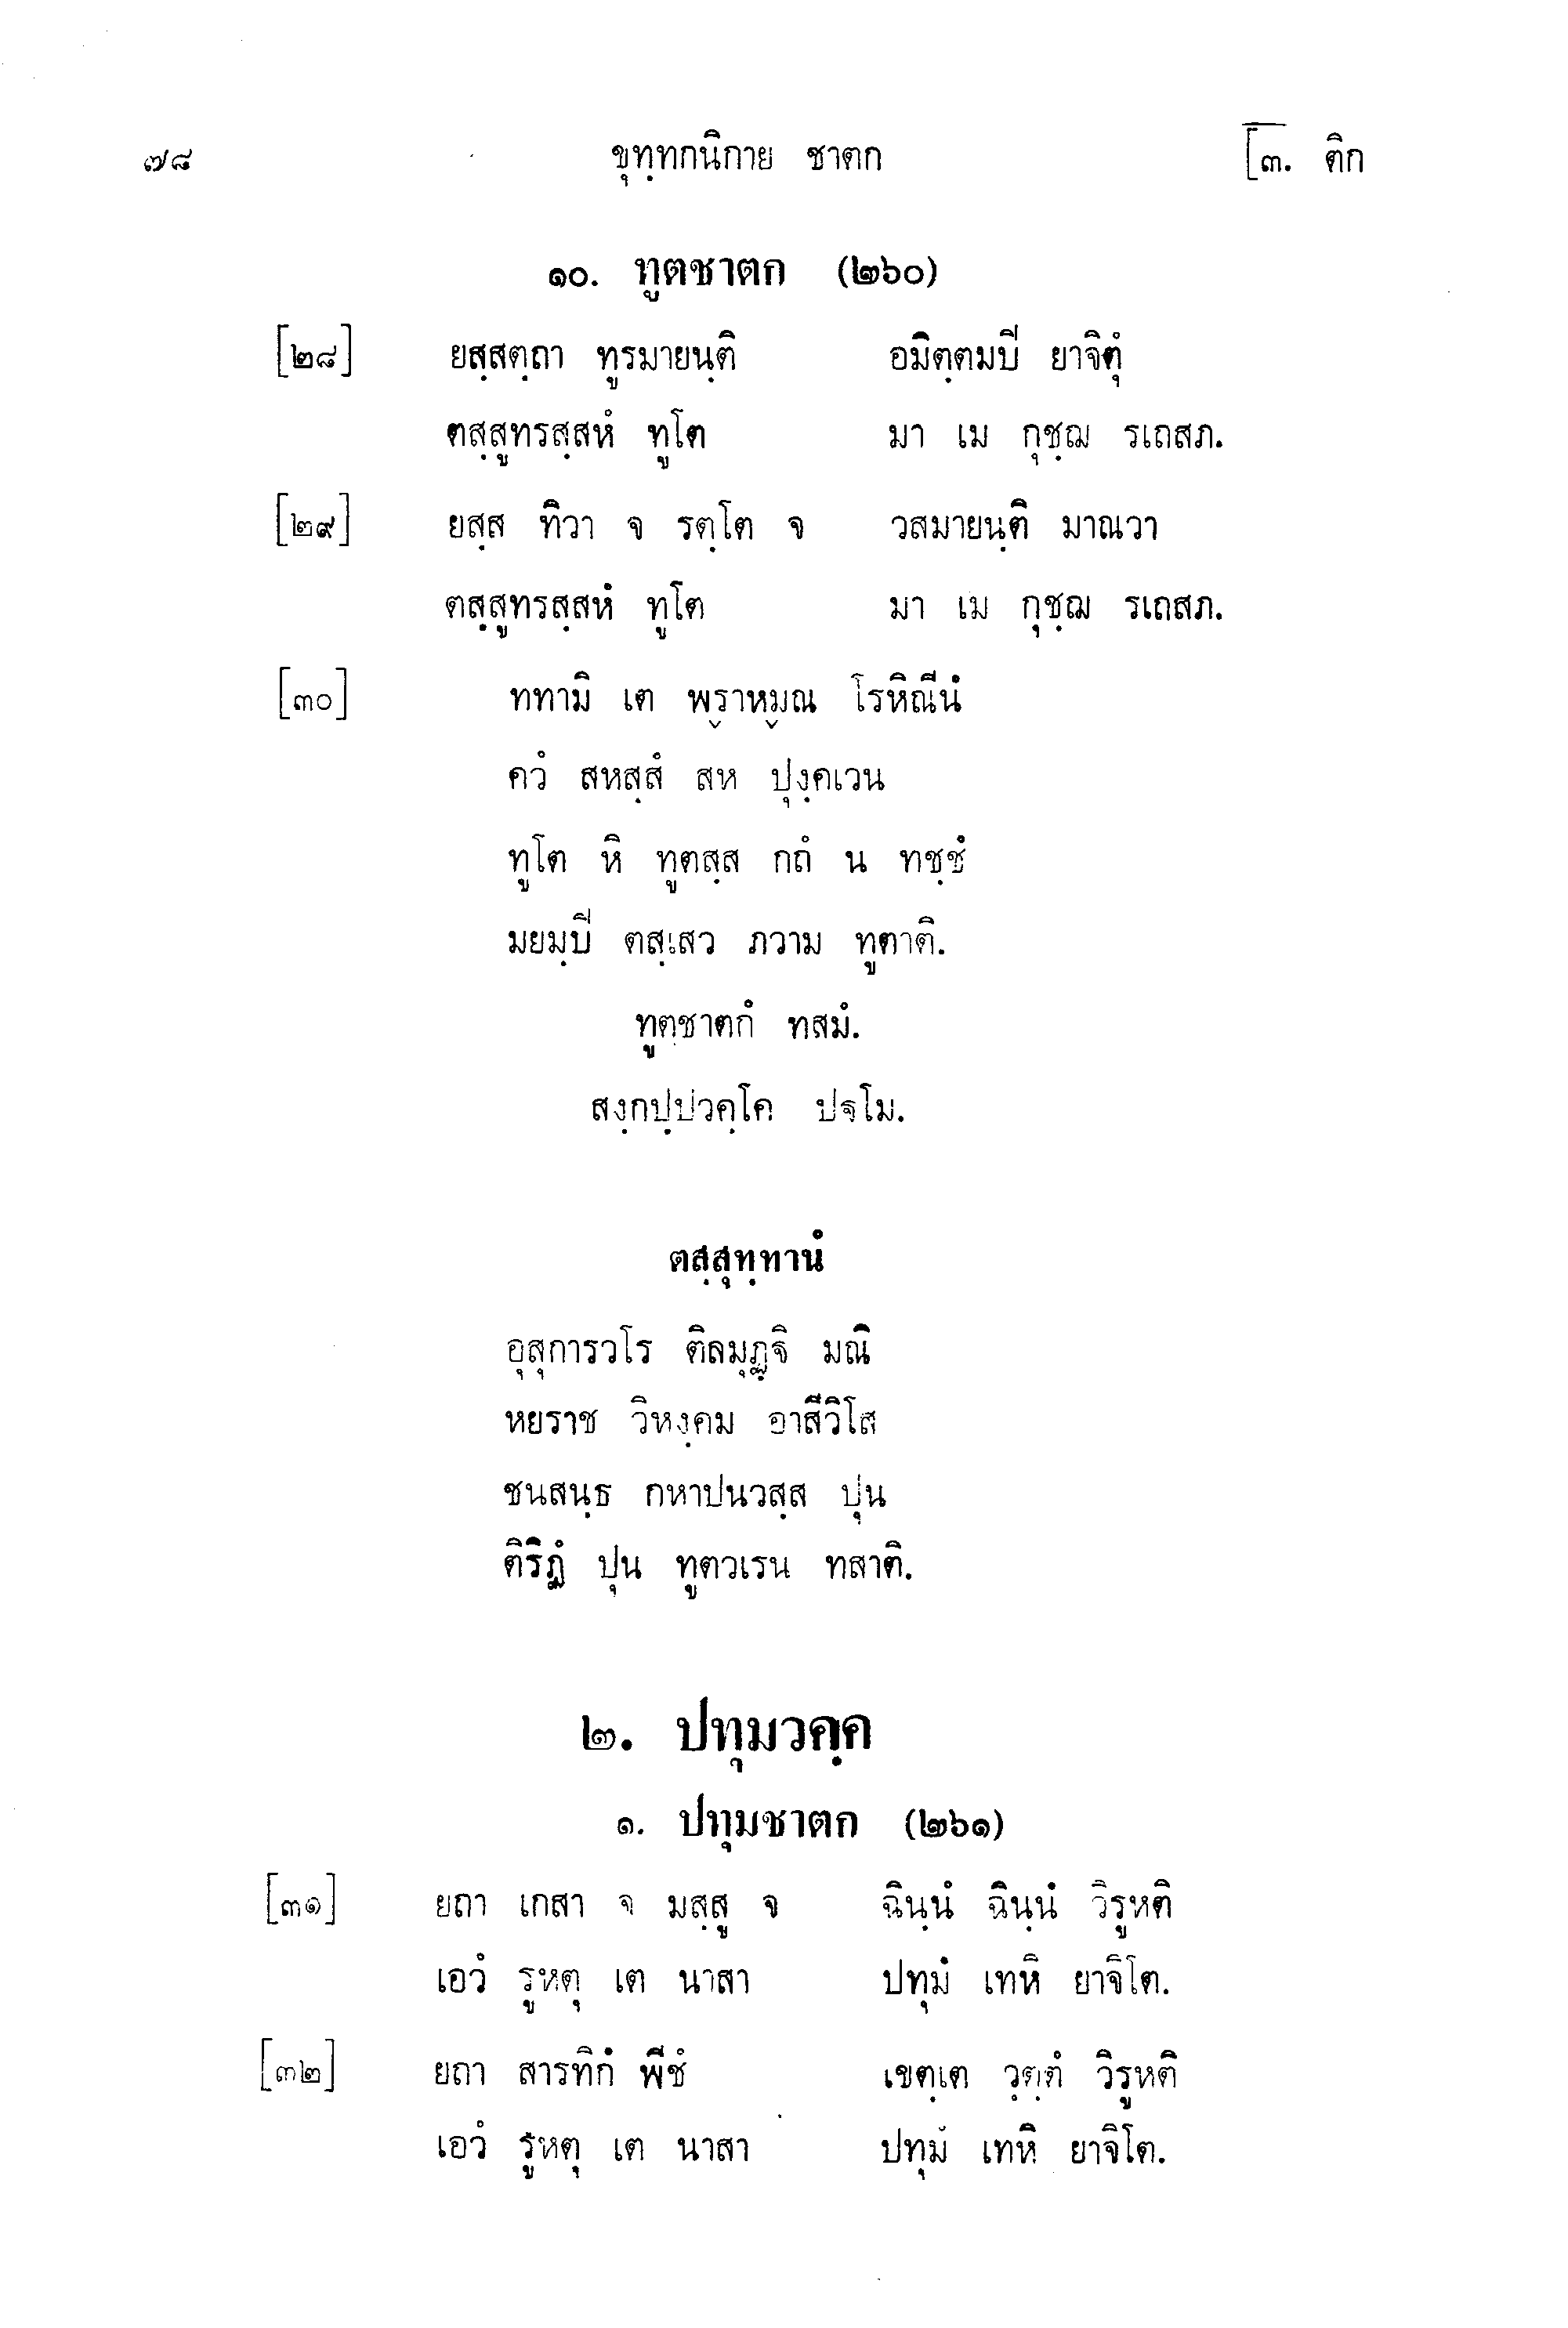 ๗๘ ขุทฺทกนิกาย ชาตก [๓. ติก
๑๐. ทูตชาตก (๒๖๐)
[๒๘] ยสฺสตฺถา ทูรมายนฺติ อมิตฺตมปิ ยาจิตุํ
ตสฺสูทรสฺสหํ ทูโต มา เม กุชฺฌ รเถสภ.
[๒๙] ยสฺส ทิวา จ รตฺโต จ วสมายนฺติ มาณวา
ตสฺสูทรสฺสหํ ทูโต มา เม กุชฺฌ รเถสภ.
[๓๐] ททามิ เต พฺราหฺมณ โรหิณีนํ
ควํ สหสฺสํ สห ปุงฺคเวน
ทูโต หิ ทูตสฺส กถํ น ทชฺชํ
มยมฺปิ ตสฺเสว ภวาม ทูตาติ.
ทูตชาตกํ ทสมํ.
สงฺกปฺปวคฺโค ปฐโม.
ตสฺสุทฺทานํ
อุสุการวโร ติลมุฏฺฐิ มณิ
หยราช วิหงฺคม อาสีวิโส
ชนสนฺธ กหาปนวสฺส ปุน
ติริฏํ ปุน ทูตวเรน ทสาติ.
๒. ปทุมวคฺค
๑. ปทุมชาตก (๒๖๑)
[๓๑] ยถา เกสา จ มสฺสู จ ฉินฺนํ ฉินฺนํ วิรูหติ
เอวํ รูหตุ เต นาสา ปทุมํ เทหิ ยาจิโต.
[๓๒] ยถา สารทิกํ พีชํ เขตฺเต วุตฺตํ วิรูหติ
เอวํ รูหตุ เต นาสา ปทุมํ เทหิ ยาจิโต.